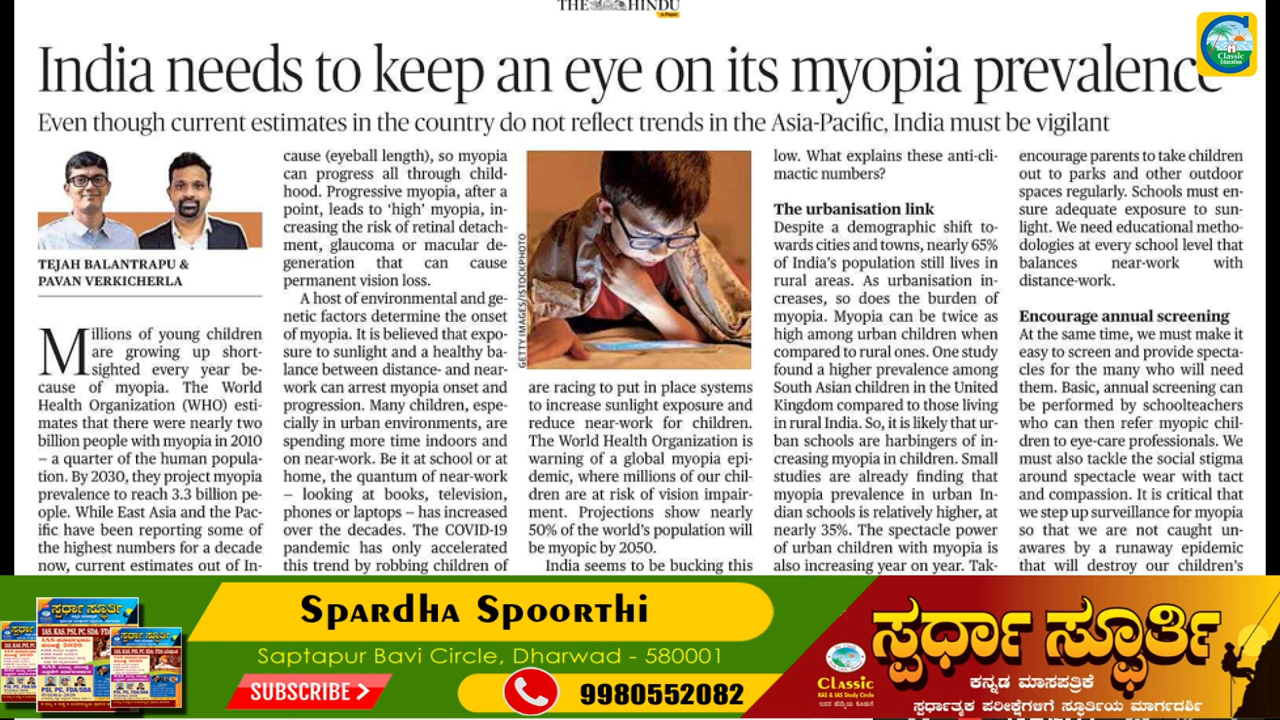 THE HINDU
e-Paper
Classic
Education
India needs to keep an eye on its myopia prevalence
Even though current estimates in the country do not reflect trends in the Asia-Pacific, India must be vigilant
TEJAH BALANTRAPU &
PAVAN VERKICHERLA
Millions of young children
are growing up short-
sighted every year be-
cause of myopia. The World
Health Organization (WHO) esti-
mates that there were nearly two
billion people with myopia in 2010
– a quarter of the human popula-
tion. By 2030, they project myopia
prevalence to reach 3.3 billion pe-
ople. While East Asia and the Pac-
ific have been reporting some of
the highest numbers for a decade
now, current estimates out of In-
cause (eyeball length), so myopia
can progress all through child-
hood. Progressive myopia, after a
point, leads to ‘high’ myopia, in-
creasing the risk of retinal detach-
ment, glaucoma or macular de-
generation that can cause
permanent vision loss.
A host of environmental and ge-
netic factors determine the onset
of myopia. It is believed that expo-
sure to sunlight and a healthy ba-
lance between distance- and near-
work can arrest myopia onset and
progression. Many children, espe-
cially in urban environments, are
spending more time indoors and
on near-work. Be it at school or at
home, the quantum of near-work
– looking at books, television,
phones or laptops – has increased
over the decades. The COVID-19
pandemic has only accelerated
this trend by robbing children of
GETTY IMAGES/ISTOCKPHOTO
are racing to put in place systems
to increase sunlight exposure and
reduce near-work for children.
The World Health Organization is
warning of a global myopia epi-
demic, where millions of our chil-
dren are at risk of vision impair-
ment. Projections show nearly
50% of the world’s population will
be myopic by 2050.
India seems to be bucking this
low. What explains these anti-cli-
mactic numbers?
The urbanisation link
Despite a demographic shift to-
wards cities and towns, nearly 65%
of India’s population still lives in
rural areas. As urbanisation in-
creases, so does the burden of
myopia. Myopia can be twice as
high among urban children when
compared to rural ones. One study
found a higher prevalence among
South Asian children in the United
Kingdom compared to those living
in rural India. So, it is likely that ur-
ban schools are harbingers of in-
creasing myopia in children. Small
studies are already finding that
myopia prevalence in urban In-
dian schools is relatively higher, at
nearly 35%. The spectacle power
of urban children with myopia is
also increasing year on year. Tak-
encourage parents to take children
out to parks and other outdoor
spaces regularly. Schools must en-
sure adequate exposure to sun-
light. We need educational metho-
dologies at every school level that
balances near-work with
distance-work.
Encourage annual screening
At the same time, we must make it
easy to screen and provide specta-
cles for the many who will need
them. Basic, annual screening can
be performed by schoolteachers
who can then refer myopic chil-
dren to eye-care professionals. We
must also tackle the social stigma
around spectacle wear with tact
and compassion. It is critical that
we step up surveillance for myopia
so that we are not caught un-
awares by a runaway epidemic
that will destroy our children’s
ಸ್ಪರ್ಧಾ ಸ್ಫೂರ್ತಿ
Spardha Spoorthi
Saptapur Bavi Circle, Dharwad - 580001
SUBSCRIBE
9980552082
Classic
KAS & IAS Study Circle
ಸ್ಪರ್ಧಾ ಸ್ಫೂರ್ತಿ
ಕನ್ನಡ ಮಾಸಪತ್ರಿಕೆ
ಸ್ಪರ್ಧಾತ್ಮಕ ಪರೀಕ್ಷೆಗಳಿಗೆ ಸ್ಫೂರ್ತಿಯ ಮಾರ್ಗದರ್ಶಿ